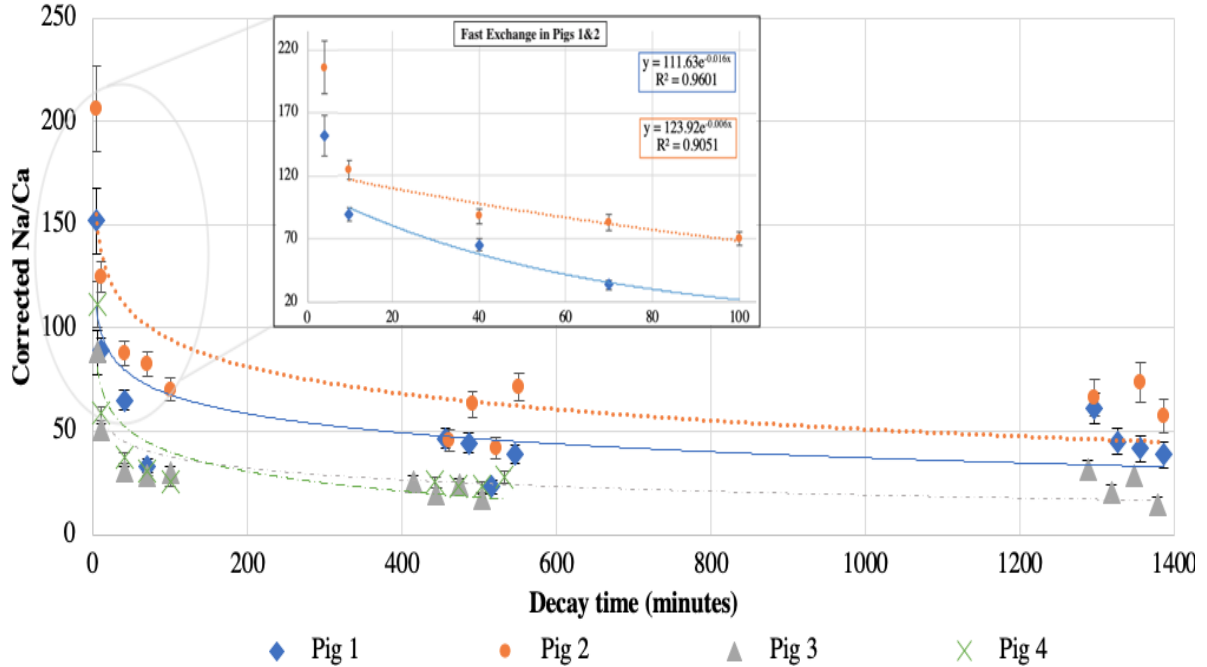 250
200
150
100
50
0
Corrected Na/Ca
Fast Exchange in Pigs 1&2
220
170
120
70
20
y = 111.63e-0.016x
R² = 0.9601
y = 123.92e-0.006x
R² = 0.9051
0 20 40 60 80 100
0 200 400 600 800 1000 1200 1400
Decay time (minutes)
Pig 1 Pig 2 Pig 3 Pig 4